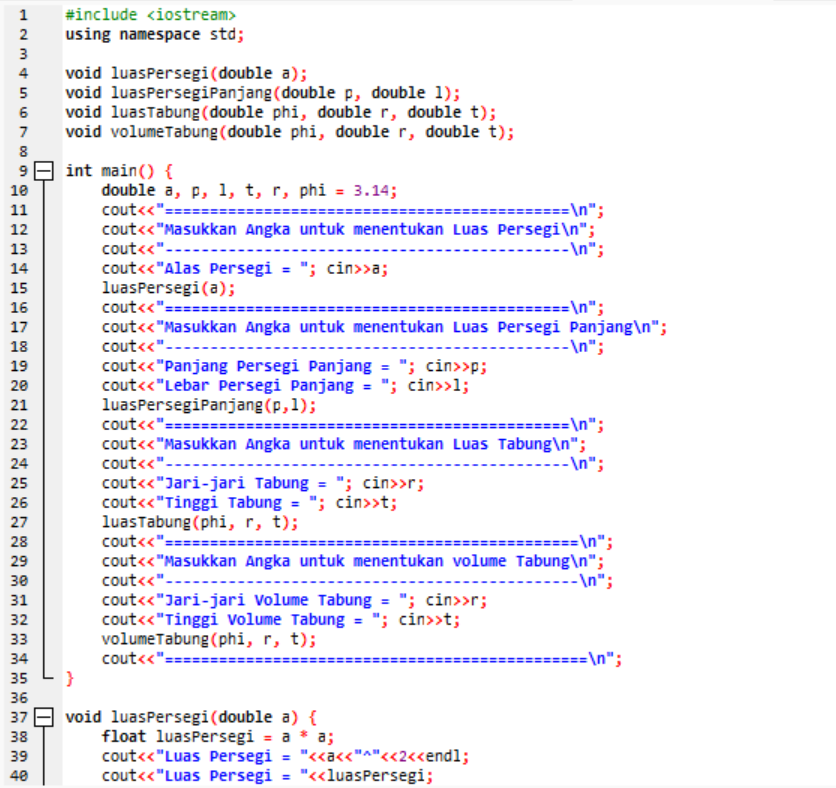 1 #include <iostream>
2 using namespace std;
3
4 void luasPersegi(double a);
5 void luasPersegiPanjang(double p, double l);
6 void luasTabung(double phi, double r, double t);
7 void volumeTabung(double phi, double r, double t);
8
9 int main() {
10 double a, p, l, t, r, phi = 3.14;
11 cout<<"=============================================\n";
12 cout<<"Masukkan Angka untuk menentukan Luas Persegi\n";
13 cout<<"---------------------------------------------\n";
14 cout<<"Alas Persegi = "; cin>>a;
15 luasPersegi(a);
16 cout<<"=============================================\n";
17 cout<<"Masukkan Angka untuk menentukan Luas Persegi Panjang\n";
18 cout<<"---------------------------------------------\n";
19 cout<<"Panjang Persegi Panjang = "; cin>>p;
20 cout<<"Lebar Persegi Panjang = "; cin>>l;
21 luasPersegiPanjang(p,l);
22 cout<<"=============================================\n";
23 cout<<"Masukkan Angka untuk menentukan Luas Tabung\n";
24 cout<<"---------------------------------------------\n";
25 cout<<"Jari-jari Tabung = "; cin>>r;
26 cout<<"Tinggi Tabung = "; cin>>t;
27 luasTabung(phi, r, t);
28 cout<<"==============================================\n";
29 cout<<"Masukkan Angka untuk menentukan volume Tabung\n";
30 cout<<"----------------------------------------------\n";
31 cout<<"Jari-jari Volume Tabung = "; cin>>r;
32 cout<<"Tinggi Volume Tabung = "; cin>>t;
33 volumeTabung(phi, r, t);
34 cout<<"===============================================\n";
35 }
36
37 void luasPersegi(double a) {
38 float luasPersegi = a * a;
39 cout<<"Luas Persegi = "<<a<<"^"<<2<<endl;
40 cout<<"Luas Persegi = "<<luasPersegi;